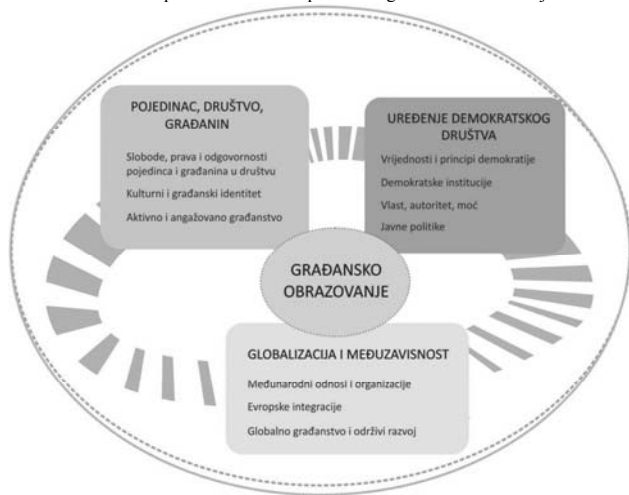 POJEDINAC, DRUŠTVO,
GRAĐANIN
Slobode, prava i odgovornosti
pojedinca i građanina u društvu
Kulturni i građanski identitet
Aktivno i angažovano građanstvo
UREĐENJE DEMOKRATSKOG
DRUŠTVA
Vrijednosti i principi demokratije
Demokratske institucije
Vlast, autoritet, moć
Javne politike
GRAĐANSKO
OBRAZOVANJE
GLOBALIZACIJA I MEĐUZAVISNOST
Međunarodni odnosi i organizacije
Evropske integracije
Globalno građanstvo i održivi razvoj